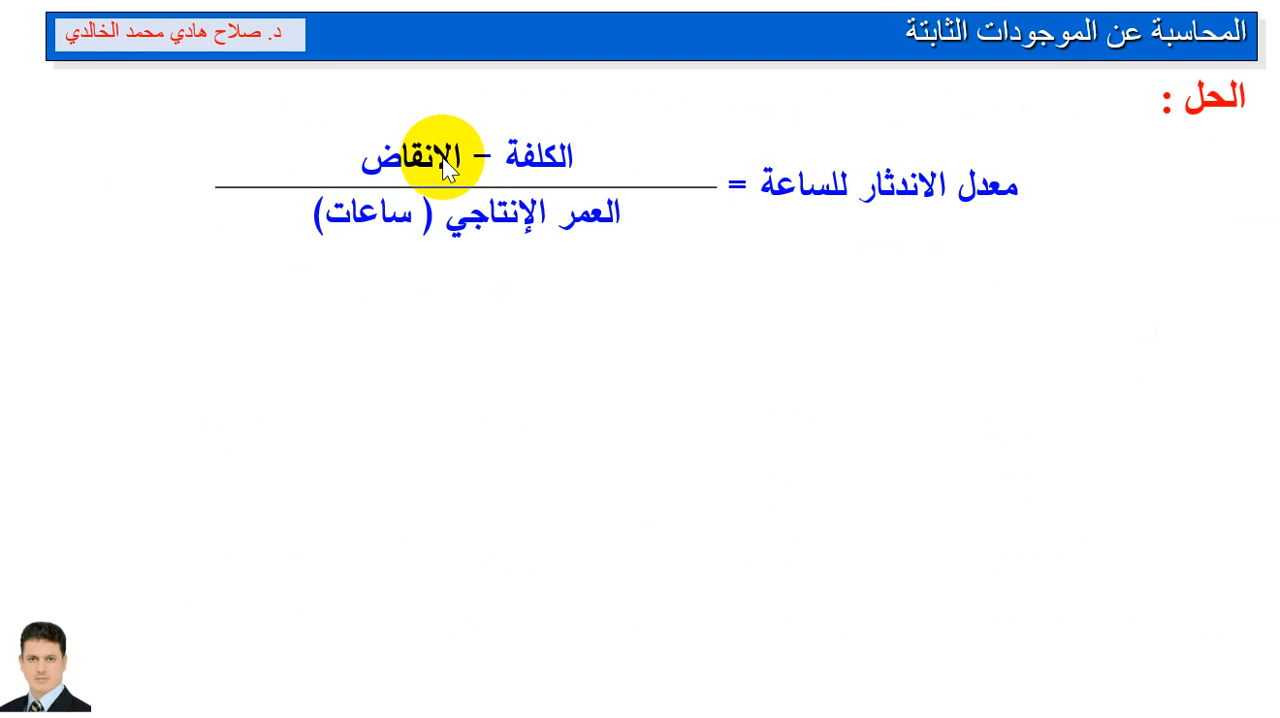 المحاسبة عن الموجودات الثابتة
د. صلاح هادي محمد الخالدي
الحل :
الكلفة – الانقاض
معدل الاندثار للساعة =
العمر الإنتاجي ( ساعات)